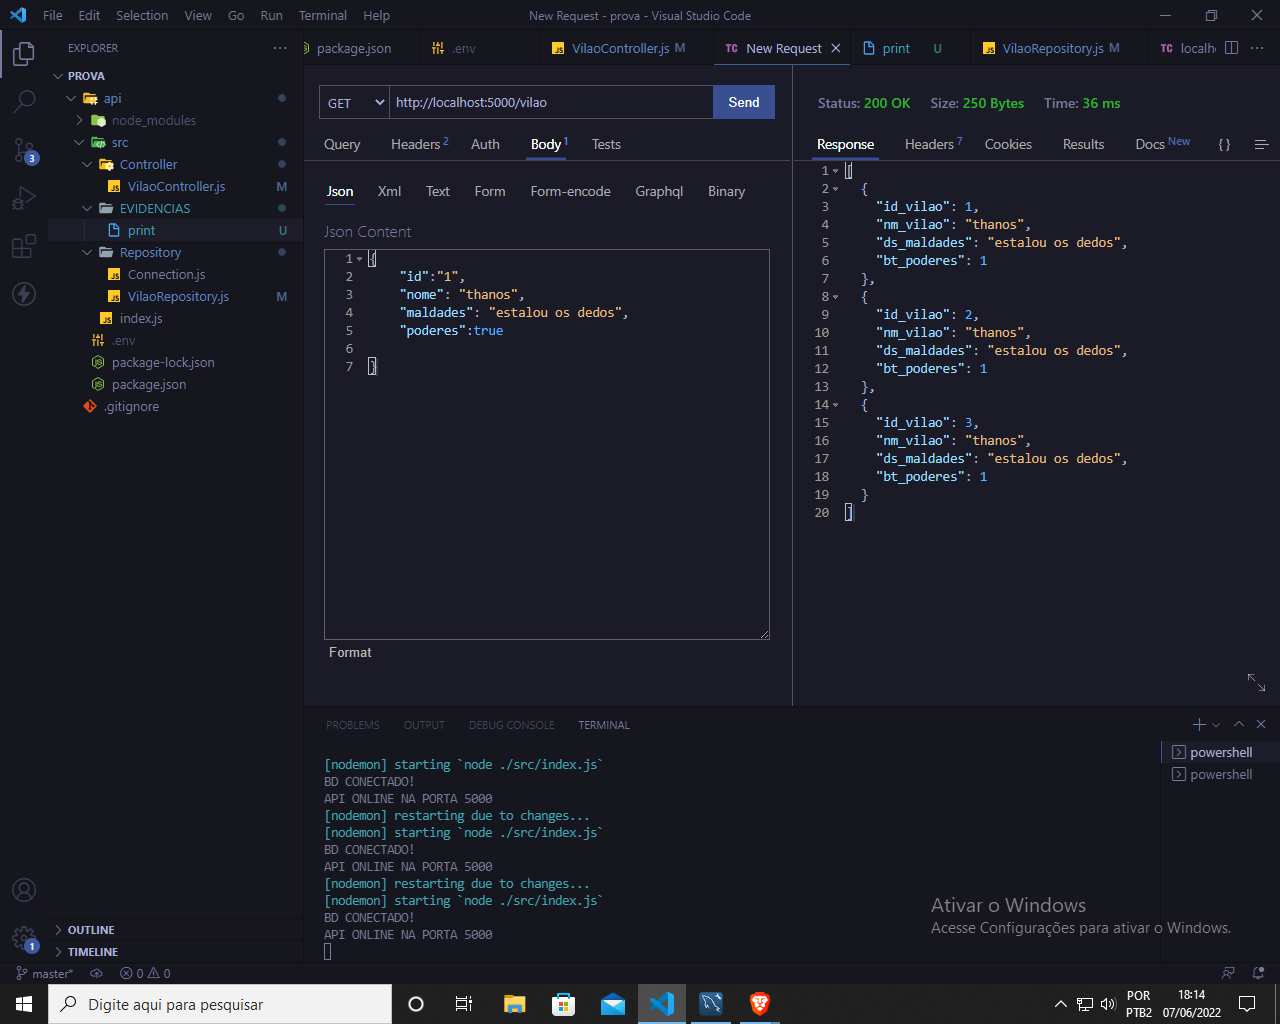 File Edit Selection View Go Run Terminal Help
New Request - prova - Visual Studio Code
EXPLORER
PROVA
api
node_modules
src
Controller
VilaoController.js M
EVIDENCIAS
print U
Repository
Connection.js
VilaoRepository.js M
index.js
.env
package-lock.json
package.json
.gitignore
OUTLINE
TIMELINE
3
1
package.json
.env
VilaoController.js M
TC New Request
print U
VilaoRepository.js M
TC localh
GET http://localhost:5000/vilao Send
Query Headers 2 Auth Body 1 Tests
Json Xml Text Form Form-encode Graphql Binary
Json Content
1 {
2 "id":"1",
3 "nome": "thanos",
4 "maldades": "estalou os dedos",
5 "poderes":true
6
7 }
Format
Status: 200 OK Size: 250 Bytes Time: 36 ms
Response Headers 7 Cookies Results Docs New { }
1 [
2 {
3 "id_vilao": 1,
4 "nm_vilao": "thanos",
5 "ds_maldades": "estalou os dedos",
6 "bt_poderes": 1
7 },
8 {
9 "id_vilao": 2,
10 "nm_vilao": "thanos",
11 "ds_maldades": "estalou os dedos",
12 "bt_poderes": 1
13 },
14 {
15 "id_vilao": 3,
16 "nm_vilao": "thanos",
17 "ds_maldades": "estalou os dedos",
18 "bt_poderes": 1
19 }
20 ]
PROBLEMS OUTPUT DEBUG CONSOLE TERMINAL
[nodemon] starting `node ./src/index.js`
BD CONECTADO!
API ONLINE NA PORTA 5000
[nodemon] restarting due to changes...
[nodemon] starting `node ./src/index.js`
BD CONECTADO!
API ONLINE NA PORTA 5000
[nodemon] restarting due to changes...
[nodemon] starting `node ./src/index.js`
BD CONECTADO!
API ONLINE NA PORTA 5000
powershell
powershell
Ativar o Windows
Acesse Configurações para ativar o Windows.
master* 0 0
Digite aqui para pesquisar
POR
PTB2
18:14
07/06/2022